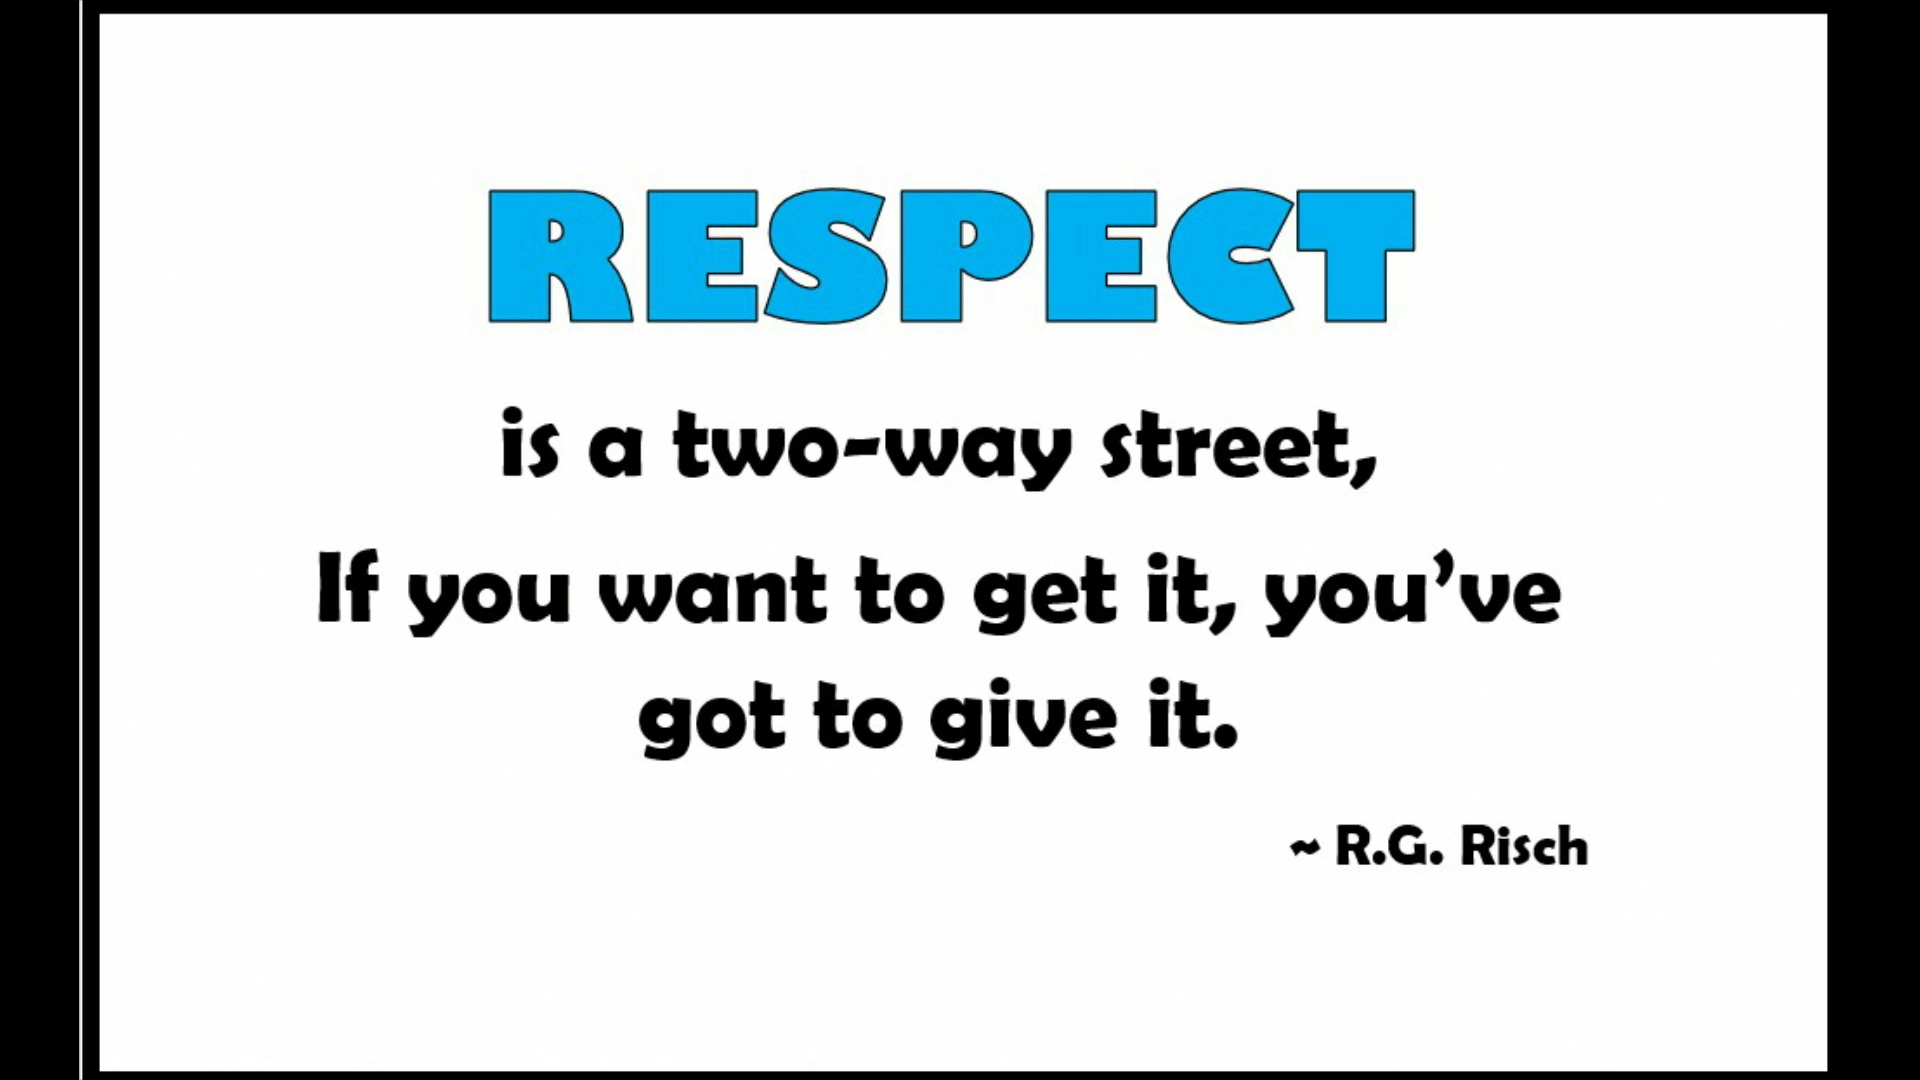 RESPECT
is a two-way street,
If you want to get it, you’ve
got to give it.
~ R.G. Risch